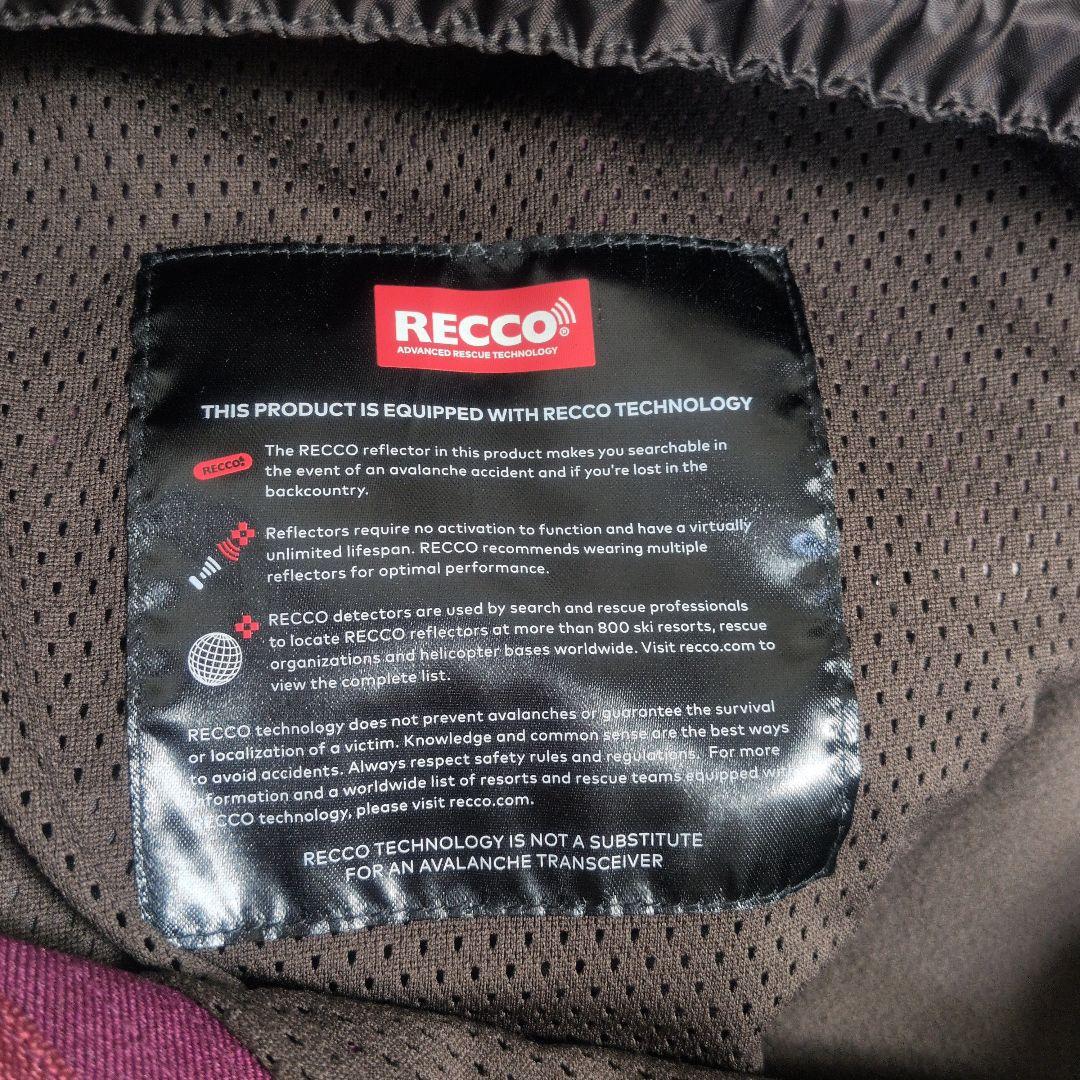 RECCO®
ADVANCED RESCUE TECHNOLOGY
THIS PRODUCT IS EQUIPPED WITH RECCO TECHNOLOGY
RECCO
The RECCO reflector in this product makes you searchable in
the event of an avalanche accident and if you're lost in the
backcountry.
Reflectors require no activation to function and have a virtually
unlimited lifespan. RECCO recommends wearing multiple
reflectors for optimal performance.
RECCO detectors are used by search and rescue professionals
to locate RECCO reflectors at more than 800 ski resorts, rescue
organizations and helicopter bases worldwide. Visit recco.com to
view the complete list.
RECCO technology does not prevent avalanches or guarantee the survival
or localization of a victim. Knowledge and common sense are the best ways
to avoid accidents. Always respect safety rules and regulations. For more
information and a worldwide list of resorts and rescue teams equipped with
RECCO technology, please visit recco.com.
RECCO TECHNOLOGY IS NOT A SUBSTITUTE
FOR AN AVALANCHE TRANSCEIVER